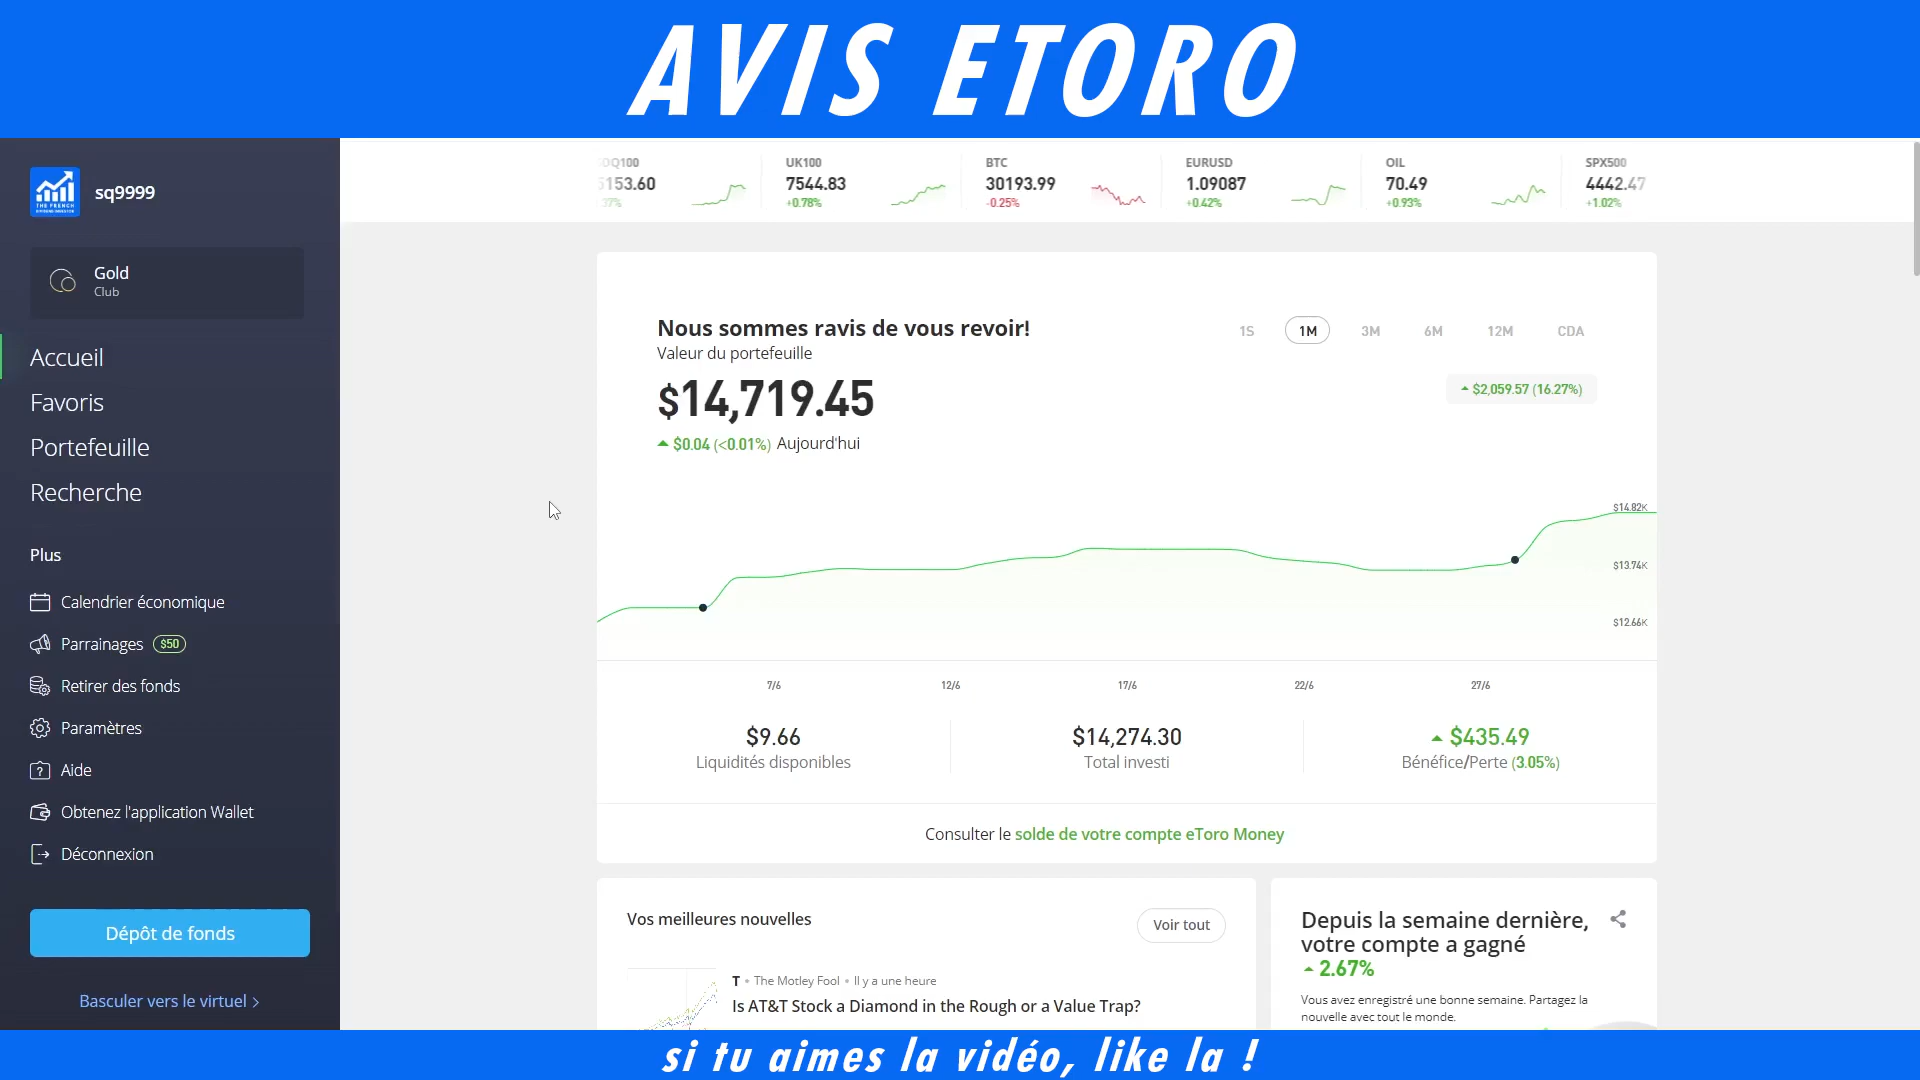 AVIS ETORO
sq9999
Gold
Club
Accueil
Favoris
Portefeuille
Recherche
Plus
Calendrier économique
Parrainages $50
Retirer des fonds
Paramètres
Aide
Obtenez l'application Wallet
Déconnexion
Dépôt de fonds
Basculer vers le virtuel >
DQ100 UK100 BTC EURUSD OIL SPX500
5153.60 7544.83 30193.99 1.09087 70.49 4442.47
37% +0.78% -0.25% +0.42% +0.93% +1.02%
Nous sommes ravis de vous revoir!
1S 1M 3M 6M 12M CDA
Valeur du portefeuille
$14,719.45
$2,059.57 (16.27%)
$0.04 (<0.01%) Aujourd'hui
$14.82K
$13.74K
$12.66K
7/6 12/6 17/6 22/6 27/6
$9.66 $14,274.30 $435.49
Liquidités disponibles Total investi Bénéfice/Perte (3.05%)
Consulter le solde de votre compte eToro Money
Vos meilleures nouvelles Voir tout
T • The Motley Fool • Il y a une heure
Is AT&T Stock a Diamond in the Rough or a Value Trap?
Depuis la semaine dernière,
votre compte a gagné
2.67%
Vous avez enregistré une bonne semaine. Partagez la
nouvelle avec tout le monde.
si tu aimes la vidéo, like la !